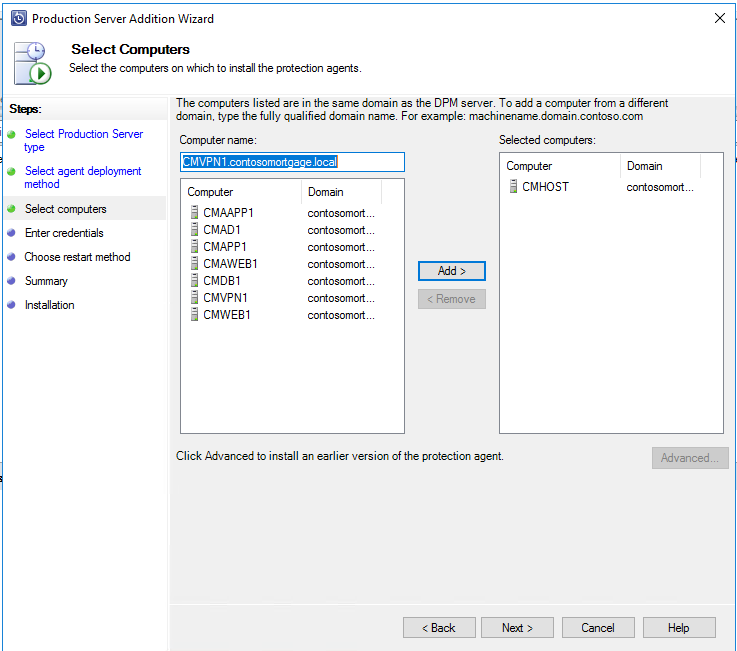 Production Server Addition Wizard
Select Computers
Select the computers on which to install the protection agents.
Steps:
Select Production Server
type
Select agent deployment
method
Select computers
Enter credentials
Choose restart method
Summary
Installation
The computers listed are in the same domain as the DPM server. To add a computer from a different
domain, type the fully qualified domain name. For example: machinename.domain.contoso.com
Computer name:
CMVPN1.contosomortgage.local
Computer Domain
CMAAPP1 contosomort...
CMAD1 contosomort...
CMAPP1 contosomort...
CMAWEB1 contosomort...
CMDB1 contosomort...
CMVPN1 contosomort...
CMWEB1 contosomort...
Add >
< Remove
Selected computers:
Computer Domain
CMHOST contosomort...
Click Advanced to install an earlier version of the protection agent.
Advanced...
< Back
Next >
Cancel
Help